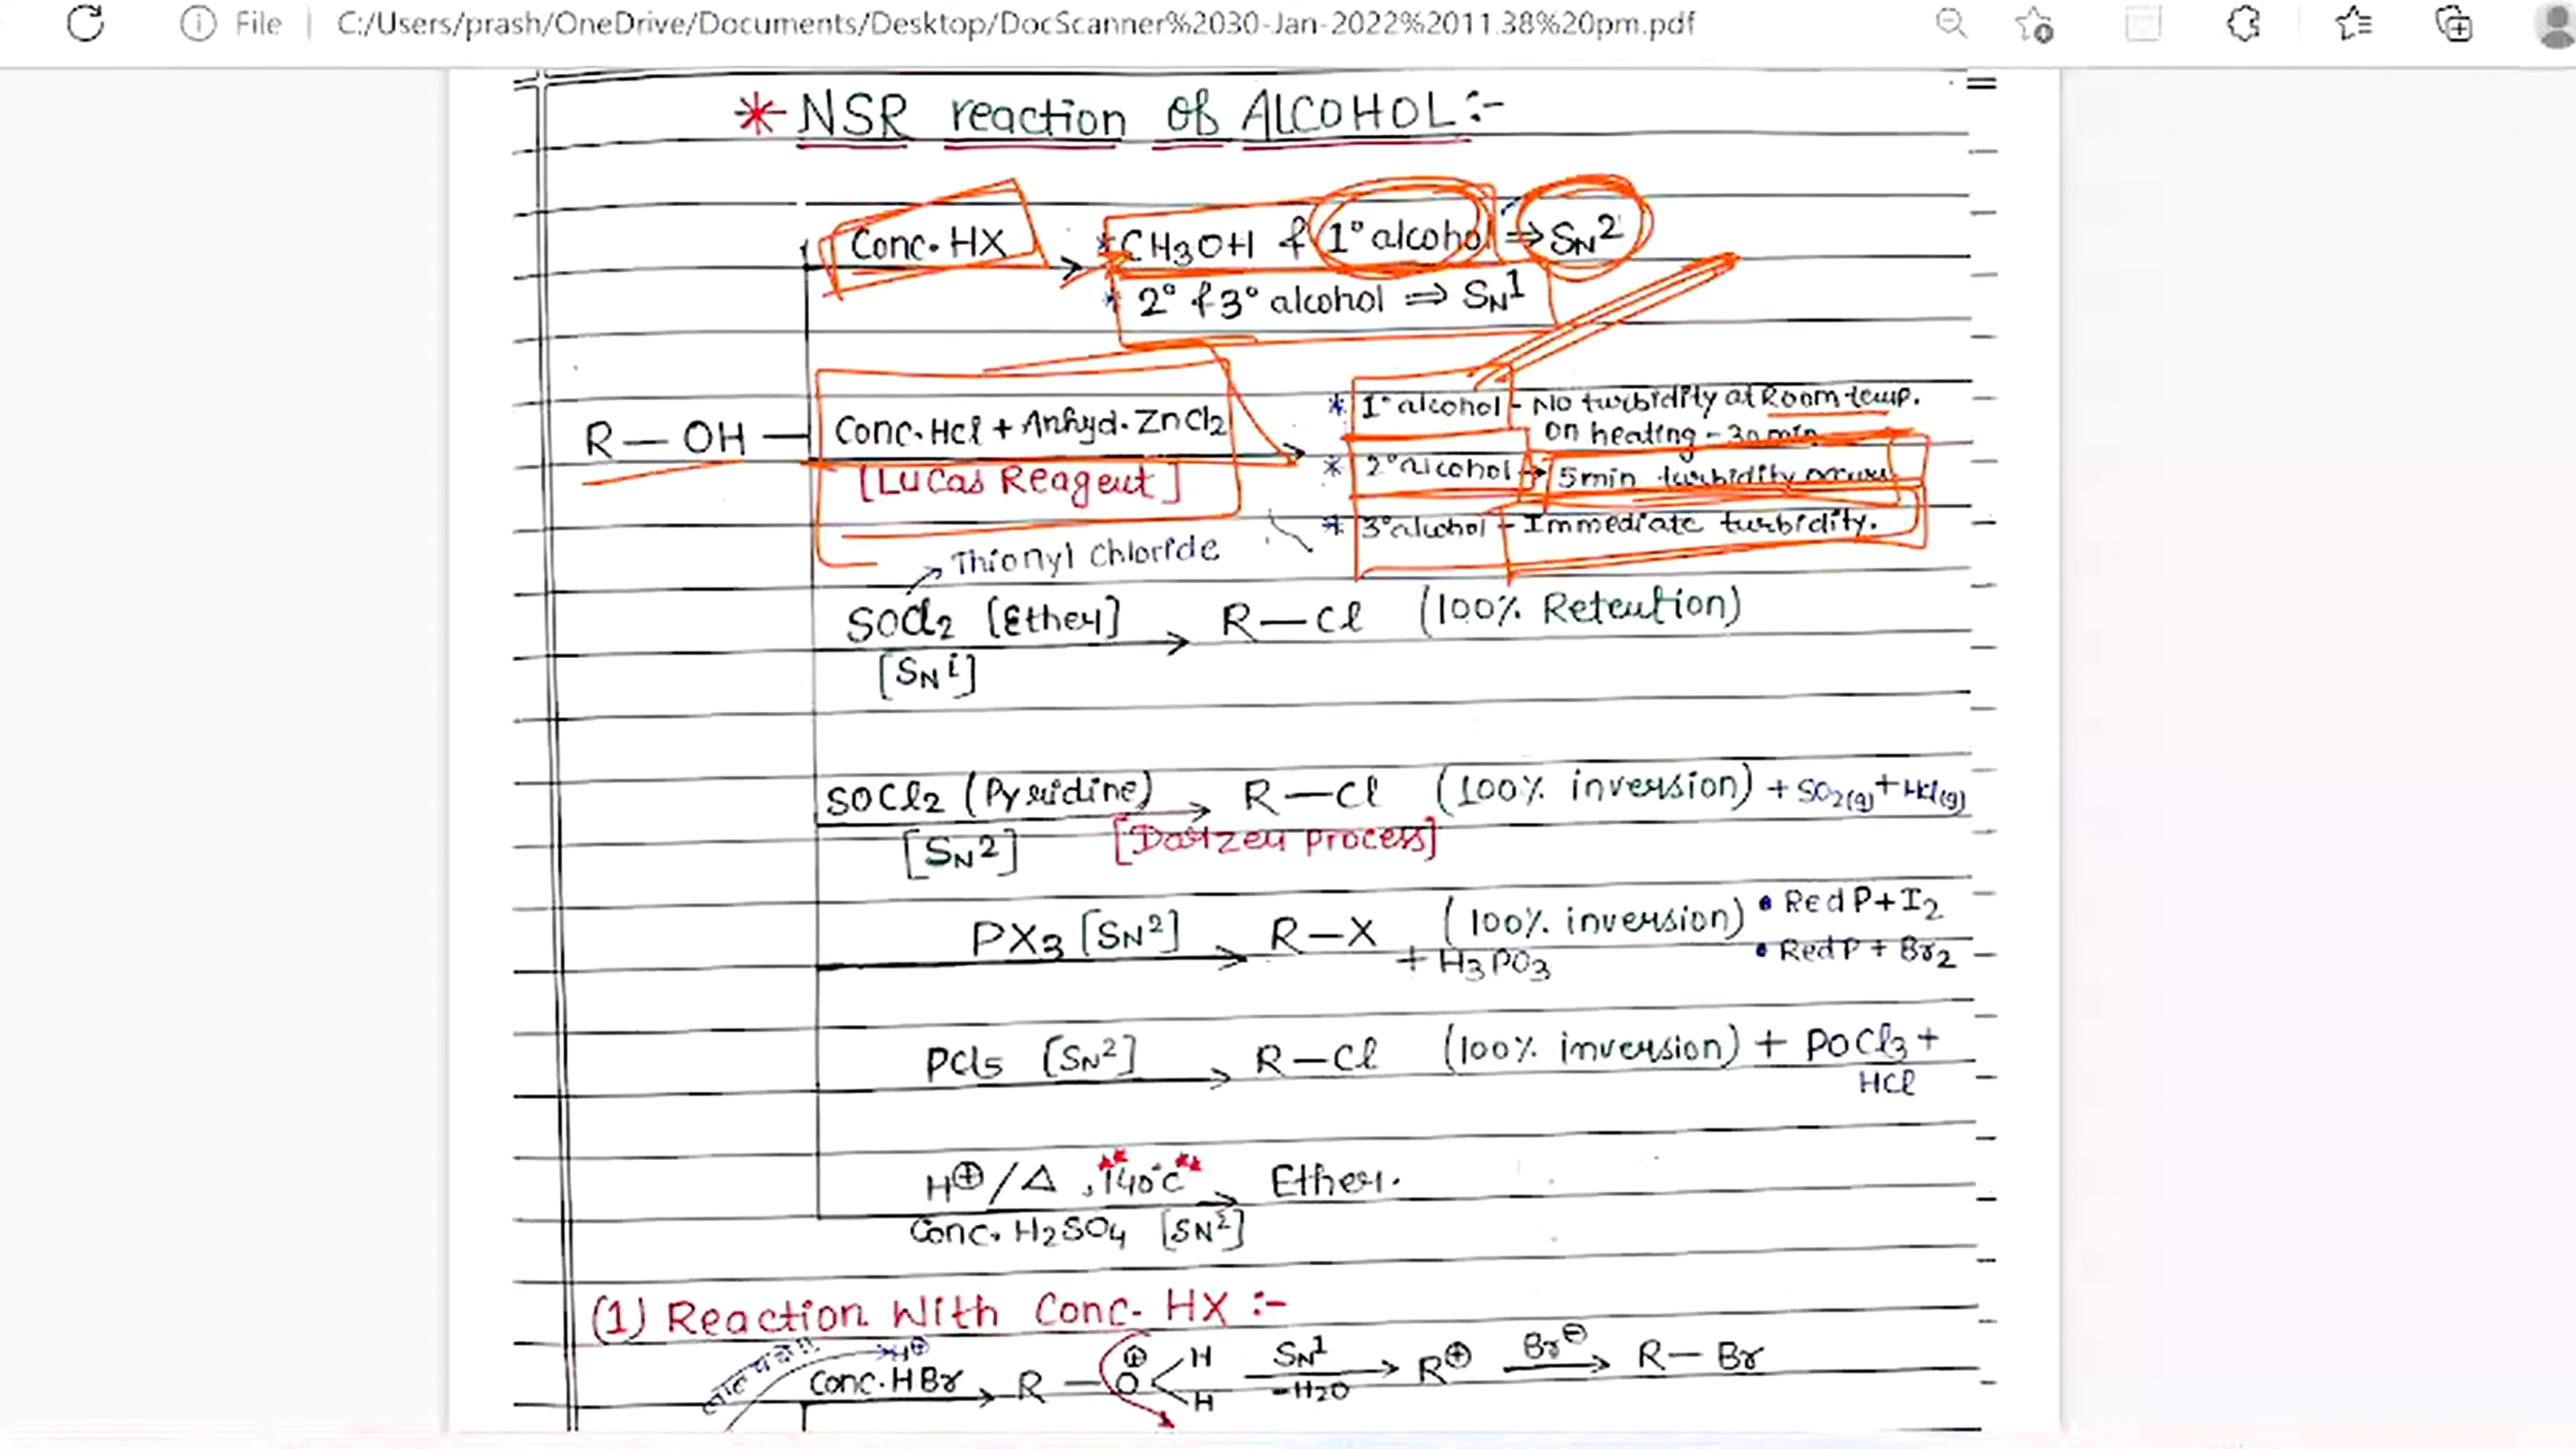 File | C:/Users/prash/OneDrive/Documents/Desktop/DocScanner%2030-Jan-2022%2011.38%20pm.pdf
* NSR reaction of ALCOHOL:-
Conc. HX
* CH3OH & 1° alcohol ⇒ SN2
* 2° & 3° alcohol ⇒ SN1
R — OH
Conc. HCl + Anhyd. ZnCl2
[Lucas Reagent]
* 1° alcohol - No turbidity at Room temp.
on heating - 30 min
* 2° alcohol → 5min turbidity occurs
* 3° alcohol - Immediate turbidity.
→ Thionyl Chloride
SOCl2 [Ether] → R—Cl (100% Retention)
[SNi]
SOCl2 (Pyridine) → R—Cl (100% inversion) + SO2(g) + HCl(g)
[SN2] [Darzen process]
PX3 [SN2] → R—X (100% inversion) • Red P + I2
+ H3PO3 • Red P + Br2
PCl5 [SN2] → R—Cl (100% inversion) + POCl3 +
HCl
H⊕/Δ, 140°C → Ether.
Conc. H2SO4 [SN2]
(1) Reaction With Conc. HX :-
H⊕
Conc. HBr → R — O⊕ < H H SN1 → R⊕ Br⊖ → R — Br
-H2O